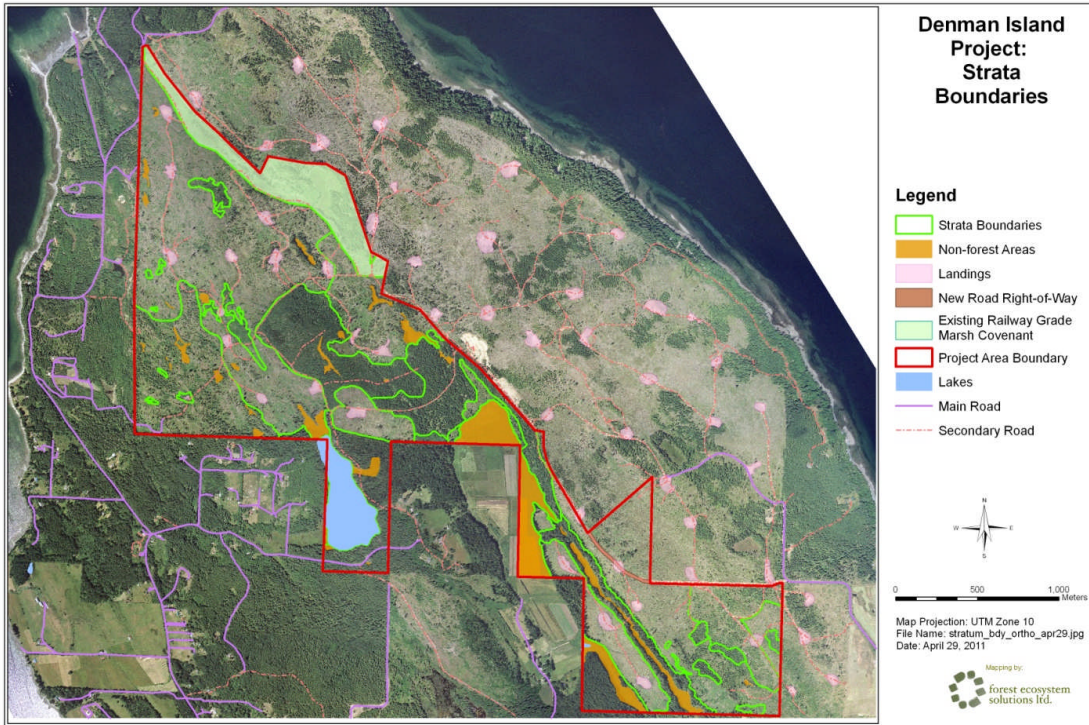 Denman Island
Project:
Strata
Boundaries
Legend
Strata Boundaries
Non-forest Areas
Landings
New Road Right-of-Way
Existing Railway Grade
Marsh Covenant
Project Area Boundary
Lakes
Main Road
Secondary Road
N
W E
S
0 500 1,000
Meters
Map Projection: UTM Zone 10
File Name: stratum_bdy_ortho_apr29.jpg
Date: April 29, 2011
Mapping by:
forest ecosystem
solutions ltd.